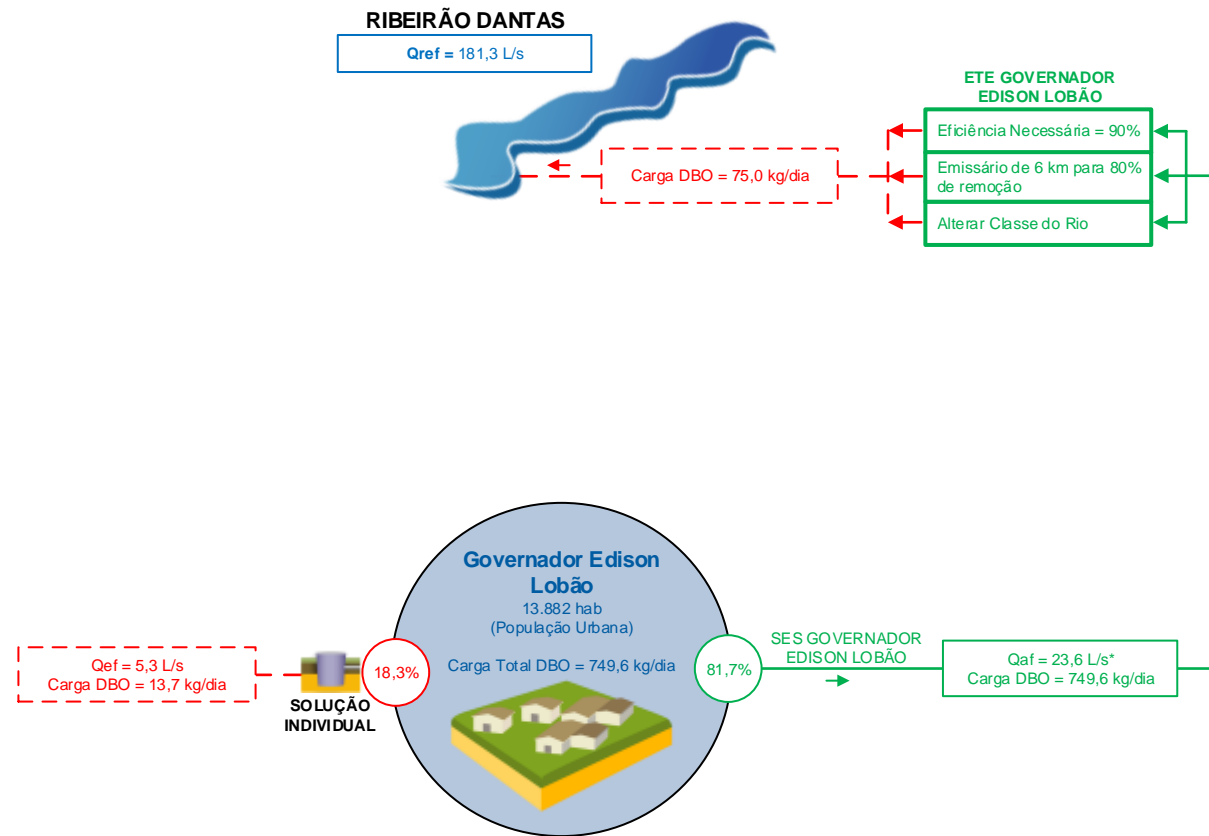 RIBEIRÃO DANTAS
Qref = 181,3 L/s
ETE GOVERNADOR
EDISON LOBÃO
Eficiência Necessária = 90%
Emissário de 6 km para 80%
de remoção
Alterar Classe do Rio
Carga DBO = 75,0 kg/dia
Governador Edison
Lobão
13.882 hab
(População Urbana)
Carga Total DBO = 749,6 kg/dia
Qef = 5,3 L/s
Carga DBO = 13,7 kg/dia
SOLUÇÃO
INDIVIDUAL
18,3%
81,7%
SES GOVERNADOR
EDISON LOBÃO
Qaf = 23,6 L/s*
Carga DBO = 749,6 kg/dia